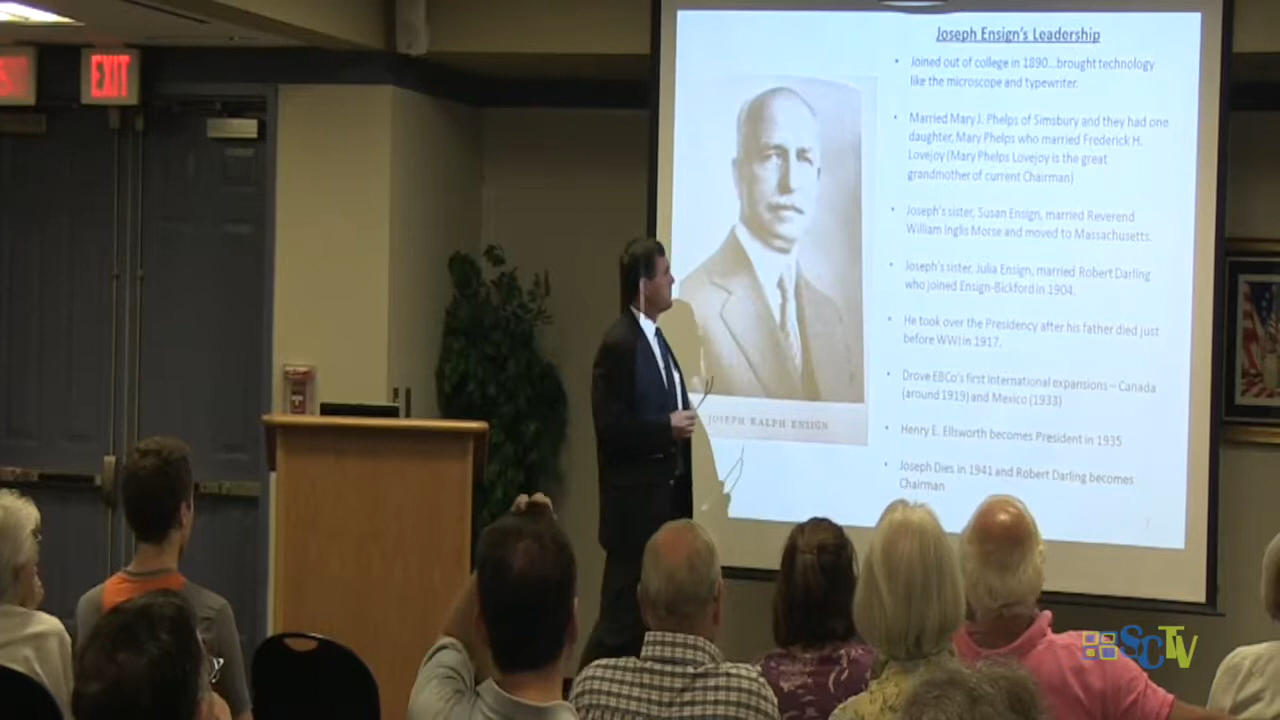 EXIT
Joseph Ensign's Leadership
• Joined out of college in 1890...brought technology
like the microscope and typewriter.
• Married Mary J. Phelps of Simsbury and they had one
daughter, Mary Phelps who married Frederick H.
Lovejoy (Mary Phelps Lovejoy is the great
grandmother of current Chairman)
• Joseph's sister, Susan Ensign, married Reverend
William Inglis Morse and moved to Massachusetts.
• Joseph's sister, Julia Ensign, married Robert Darling
who joined Ensign-Bickford in 1904.
• He took over the Presidency after his father died just
before WWI in 1917.
• Drove EBCo's first International expansions – Canada
(around 1919) and Mexico (1933)
• Henry E. Ellsworth becomes President in 1935
• Joseph Dies in 1941 and Robert Darling becomes
Chairman
JOSEPH RALPH ENSIGN
SCTV